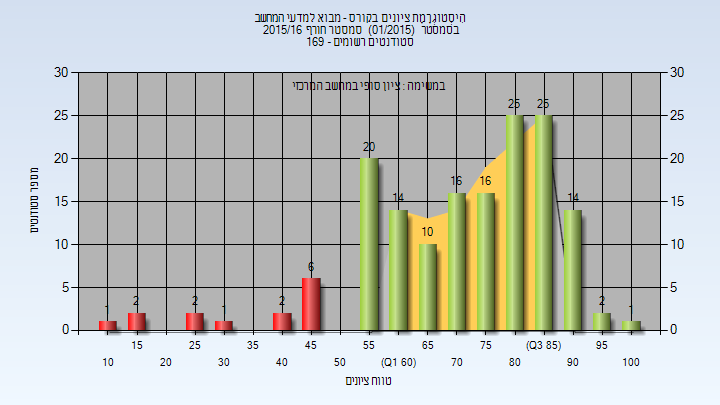 היסטוגרמת ציונים בקורס - מבוא למדעי המחשב
בסמסטר (01/2015) סמסטר חורף 2015/16
סטודנטים רשומים - 169
במשימה : ציון סופי במחשב המרכזי
30 30
25 25
20 20
15 15
10 10
5 5
0 0
1 2 2 1 2 6 20 14 10 16 16 25 25 14 2 1
מספר סטודנטים
15 25 35 45 55 65 75 (Q3 85) 95
10 20 30 40 50 (Q1 60) 70 80 90 100
טווח ציונים